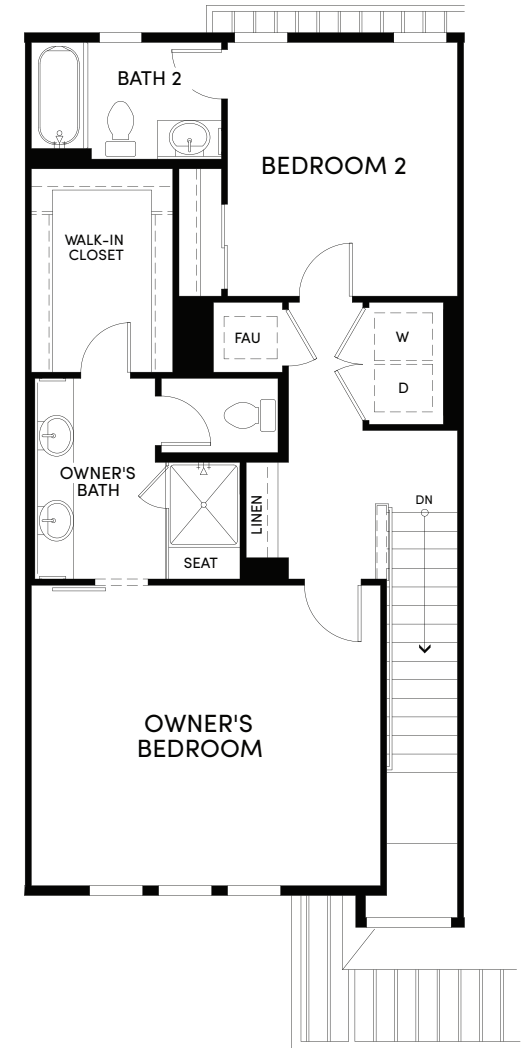 BATH 2
BEDROOM 2
WALK-IN
CLOSET
FAU
W
D
OWNER'S
BATH
LINEN
DN
SEAT
OWNER'S
BEDROOM